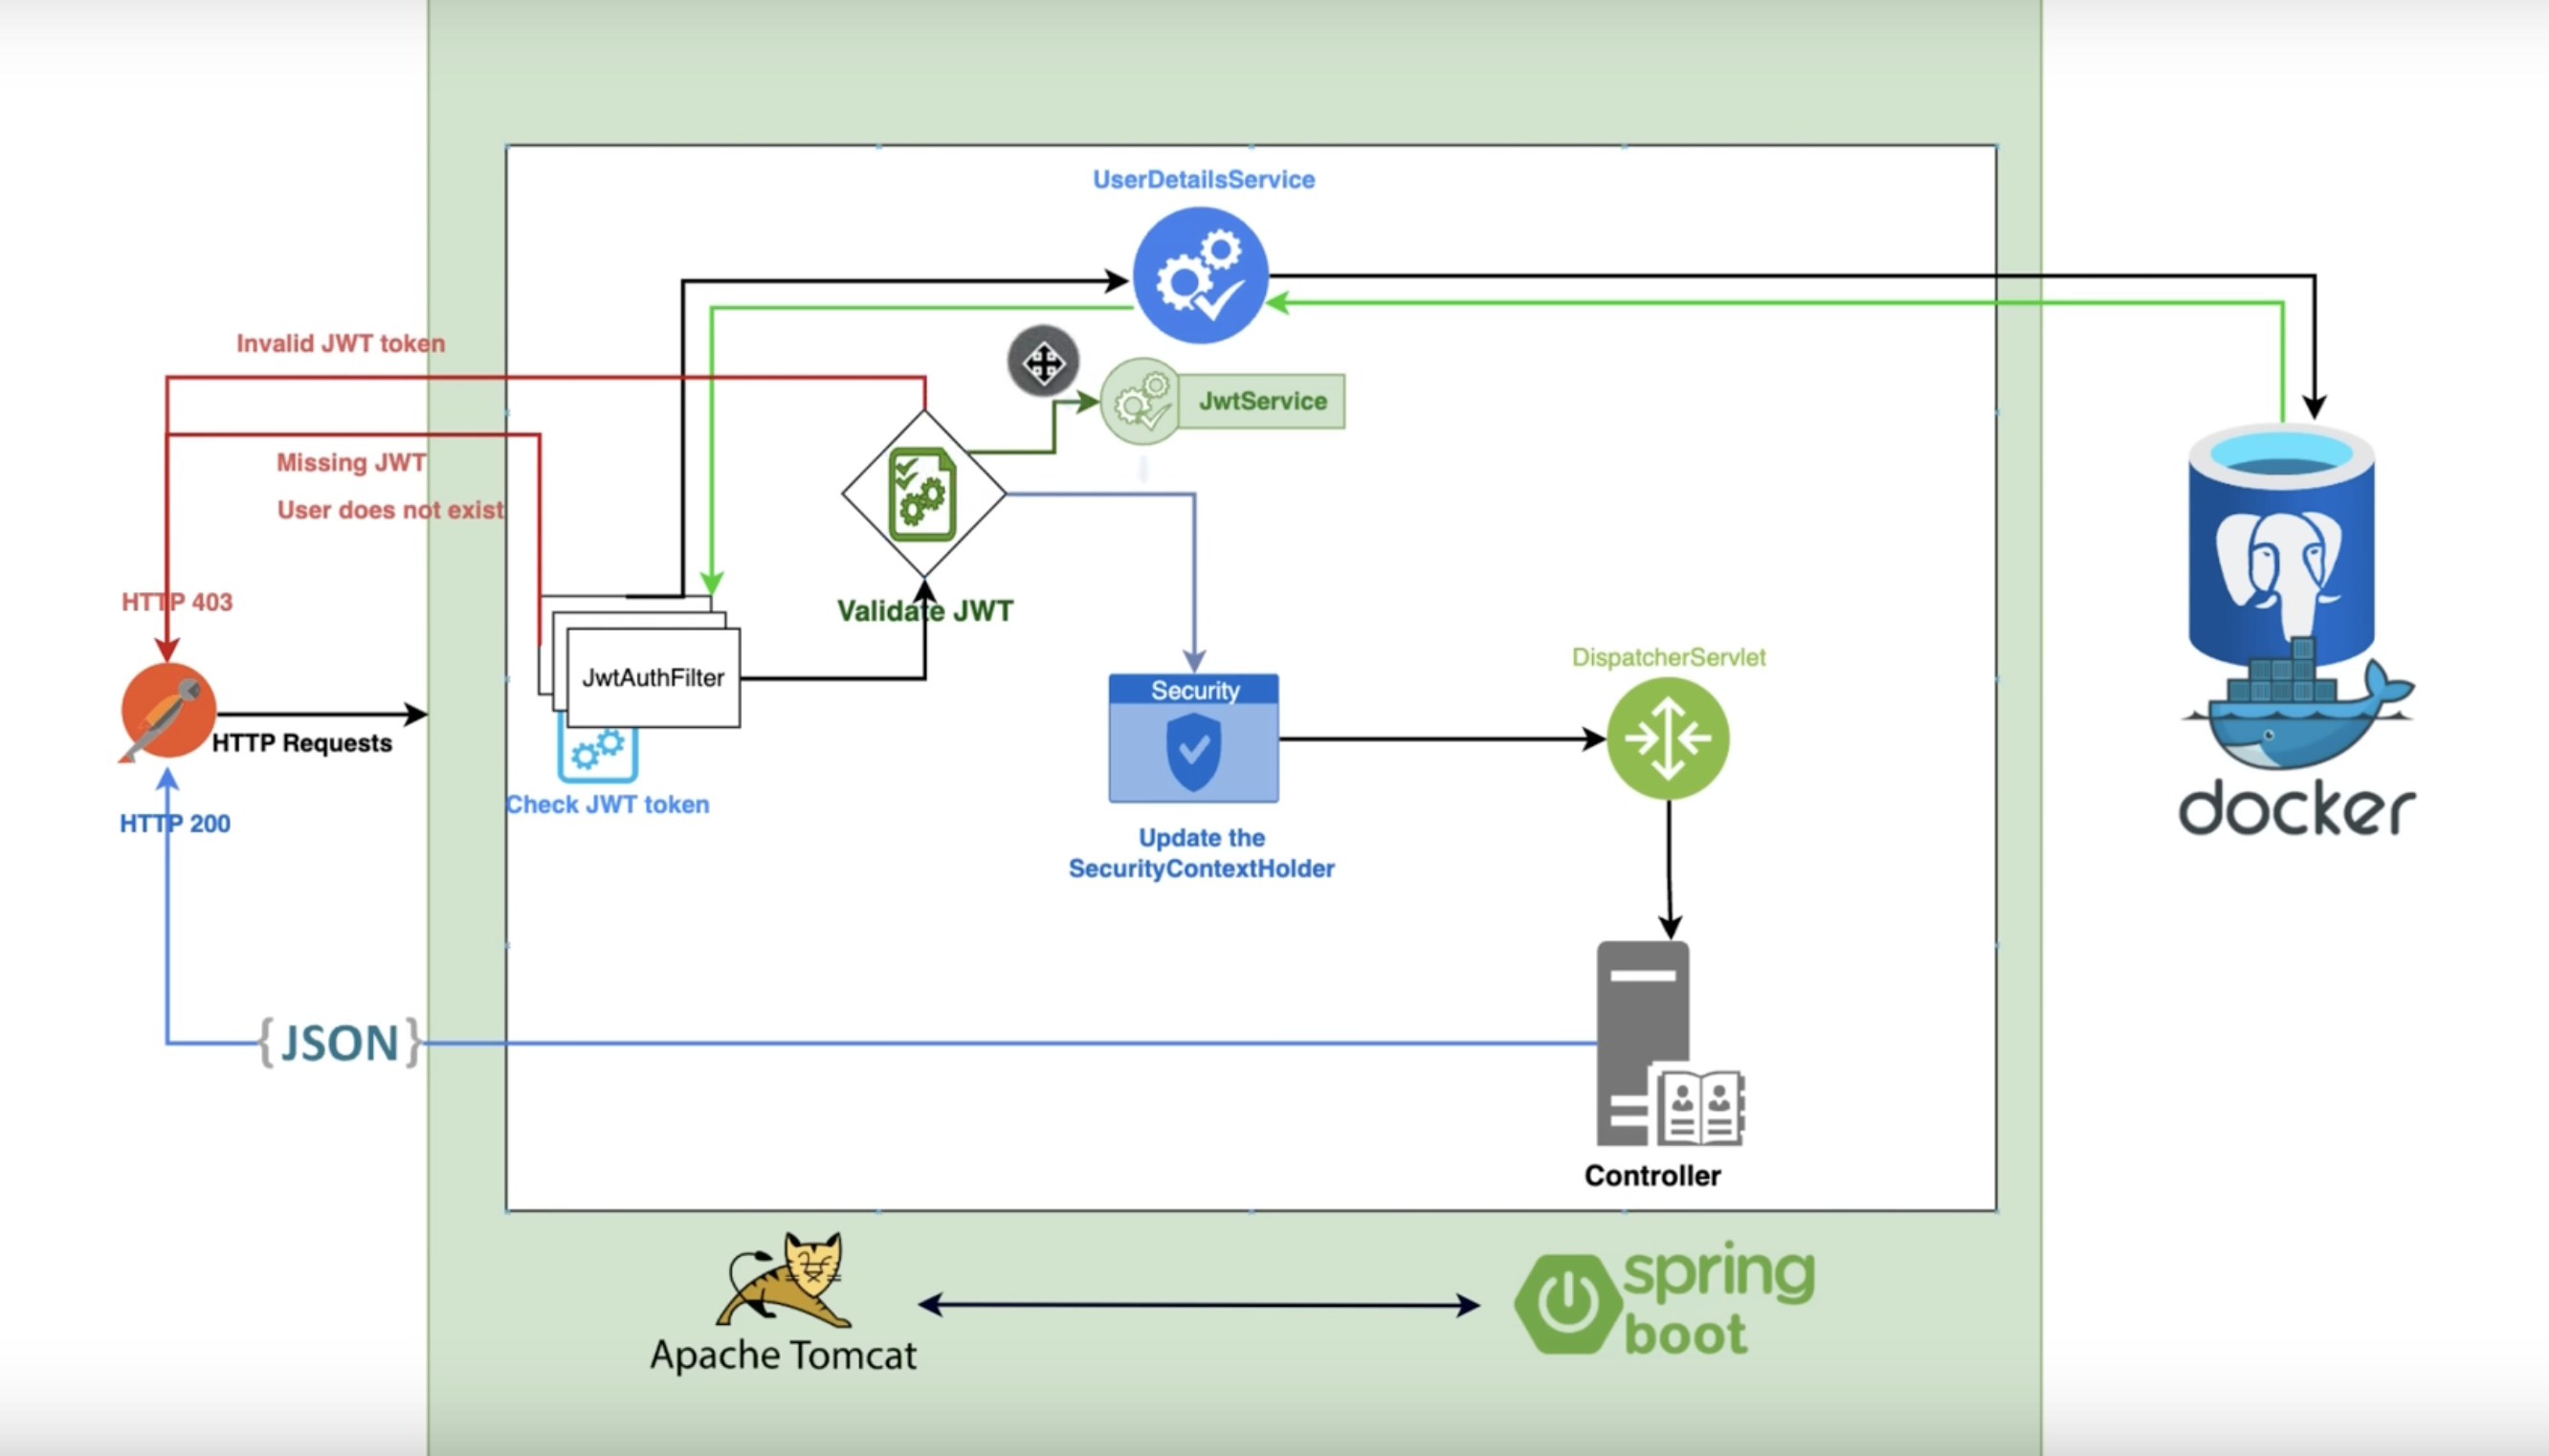 UserDetailsService
Invalid JWT token
JwtService
Missing JWT
User does not exist
HTTP 403
Validate JWT
JwtAuthFilter
HTTP Requests
Check JWT token
HTTP 200
Security
Update the
SecurityContextHolder
DispatcherServlet
docker
{JSON}
Controller
Apache Tomcat
spring
boot